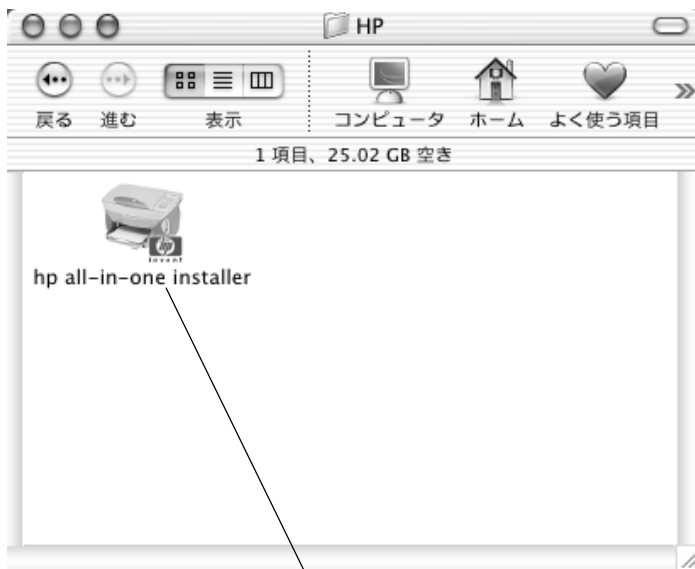 HP
戻る 進む 表示 コンピュータ ホーム よく使う項目
1 項目、25.02 GB 空き
hp
invent
hp all-in-one installer